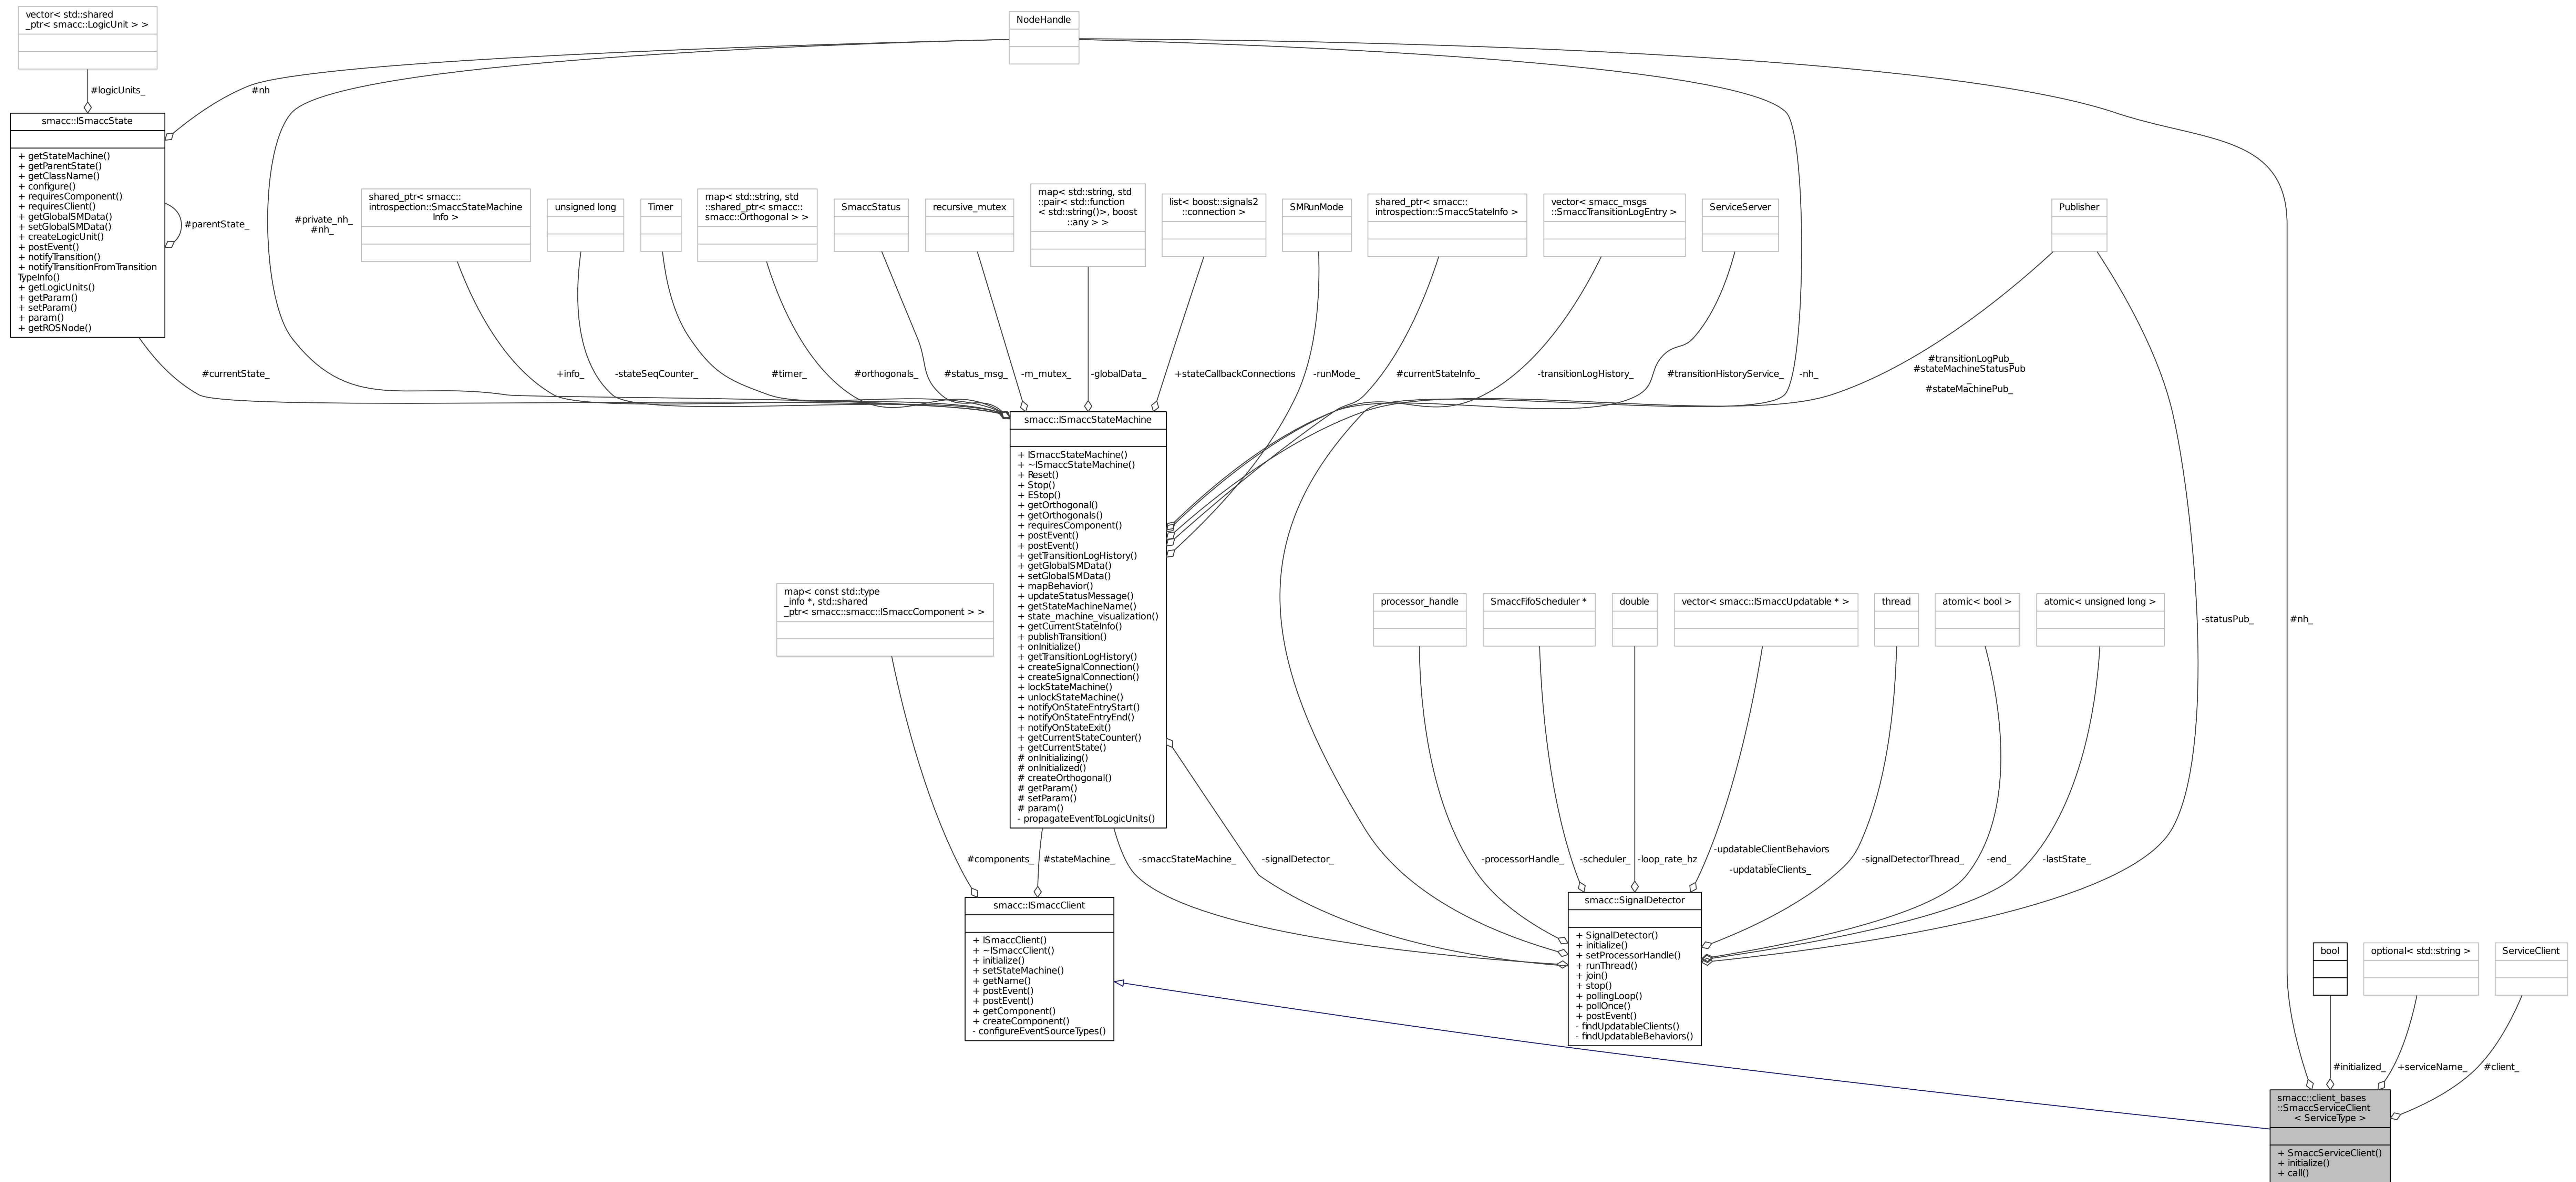 vector< std::shared
_ptr< smacc::LogicUnit > >
NodeHandle
#logicUnits_
#nh
smacc::ISmaccState
+ getStateMachine()
+ getParentState()
+ getClassName()
+ configure()
+ requiresComponent()
+ requiresClient()
+ getGlobalSMData()
+ setGlobalSMData()
+ createLogicUnit()
+ postEvent()
+ notifyTransition()
+ notifyTransitionFromTransition
TypeInfo()
+ getLogicUnits()
+ getParam()
+ setParam()
+ param()
+ getROSNode()
#parentState_
#private_nh_
#nh_
shared_ptr< smacc::
introspection::SmaccStateMachine
Info >
unsigned long
Timer
map< std::string, std
::shared_ptr< smacc::
smacc::Orthogonal > >
SmaccStatus
recursive_mutex
map< std::string, std
::pair< std::function
< std::string()>, boost
::any > >
list< boost::signals2
::connection >
SMRunMode
shared_ptr< smacc::
introspection::SmaccStateInfo >
vector< smacc_msgs
::SmaccTransitionLogEntry >
ServiceServer
Publisher
#currentState_
+info_
-stateSeqCounter_
#timer_
#orthogonals_
#status_msg_
-m_mutex_
-globalData_
+stateCallbackConnections
-runMode_
#currentStateInfo_
-transitionLogHistory_
#transitionHistoryService_
-nh_
#transitionLogPub_
#stateMachineStatusPub
_
#stateMachinePub_
smacc::ISmaccStateMachine
+ ISmaccStateMachine()
+ ~ISmaccStateMachine()
+ Reset()
+ Stop()
+ EStop()
+ getOrthogonal()
+ getOrthogonals()
+ requiresComponent()
+ postEvent()
+ postEvent()
+ getTransitionLogHistory()
+ getGlobalSMData()
+ setGlobalSMData()
+ mapBehavior()
+ updateStatusMessage()
+ getStateMachineName()
+ state_machine_visualization()
+ getCurrentStateInfo()
+ publishTransition()
+ onInitialize()
+ getTransitionLogHistory()
+ createSignalConnection()
+ createSignalConnection()
+ lockStateMachine()
+ unlockStateMachine()
+ notifyOnStateEntryStart()
+ notifyOnStateEntryEnd()
+ notifyOnStateExit()
+ getCurrentStateCounter()
+ getCurrentState()
# onInitializing()
# onInitialized()
# createOrthogonal()
# getParam()
# setParam()
# param()
- propagateEventToLogicUnits()
map< const std::type
_info *, std::shared
_ptr< smacc::smacc::ISmaccComponent > >
processor_handle
SmaccFifoScheduler *
double
vector< smacc::ISmaccUpdatable * >
thread
atomic< bool >
atomic< unsigned long >
-statusPub_
#nh_
#components_
#stateMachine_
-smaccStateMachine_
-signalDetector_
-processorHandle_
-scheduler_
-loop_rate_hz
-updatableClientBehaviors
_
-updatableClients_
-signalDetectorThread_
-end_
-lastState_
smacc::ISmaccClient
+ ISmaccClient()
+ ~ISmaccClient()
+ initialize()
+ setStateMachine()
+ getName()
+ postEvent()
+ postEvent()
+ getComponent()
+ createComponent()
- configureEventSourceTypes()
smacc::SignalDetector
+ SignalDetector()
+ initialize()
+ setProcessorHandle()
+ runThread()
+ join()
+ stop()
+ pollingLoop()
+ pollOnce()
+ postEvent()
- findUpdatableClients()
- findUpdatableBehaviors()
bool
optional< std::string >
ServiceClient
#initialized_
+serviceName_
#client_
smacc::client_bases
::SmaccServiceClient
< ServiceType >
+ SmaccServiceClient()
+ initialize()
+ call()